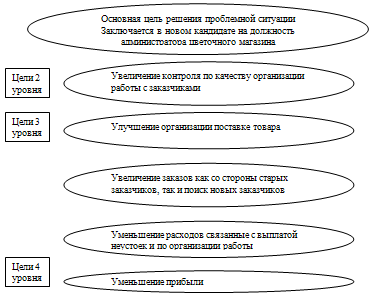 Основная цель решения проблемной ситуации
Заключается в новом кандидате на должность
администратора цветочного магазина
Цели 2
уровня
Увеличение контроля по качеству организации
работы с заказчиками
Цели 3
уровня
Улучшение организации поставке товара
Увеличение заказов как со стороны старых
заказчиков, так и поиск новых заказчиков
Уменьшение расходов связанные с выплатой
неустоек и по организации работы
Цели 4
уровня
Уменьшение прибыли